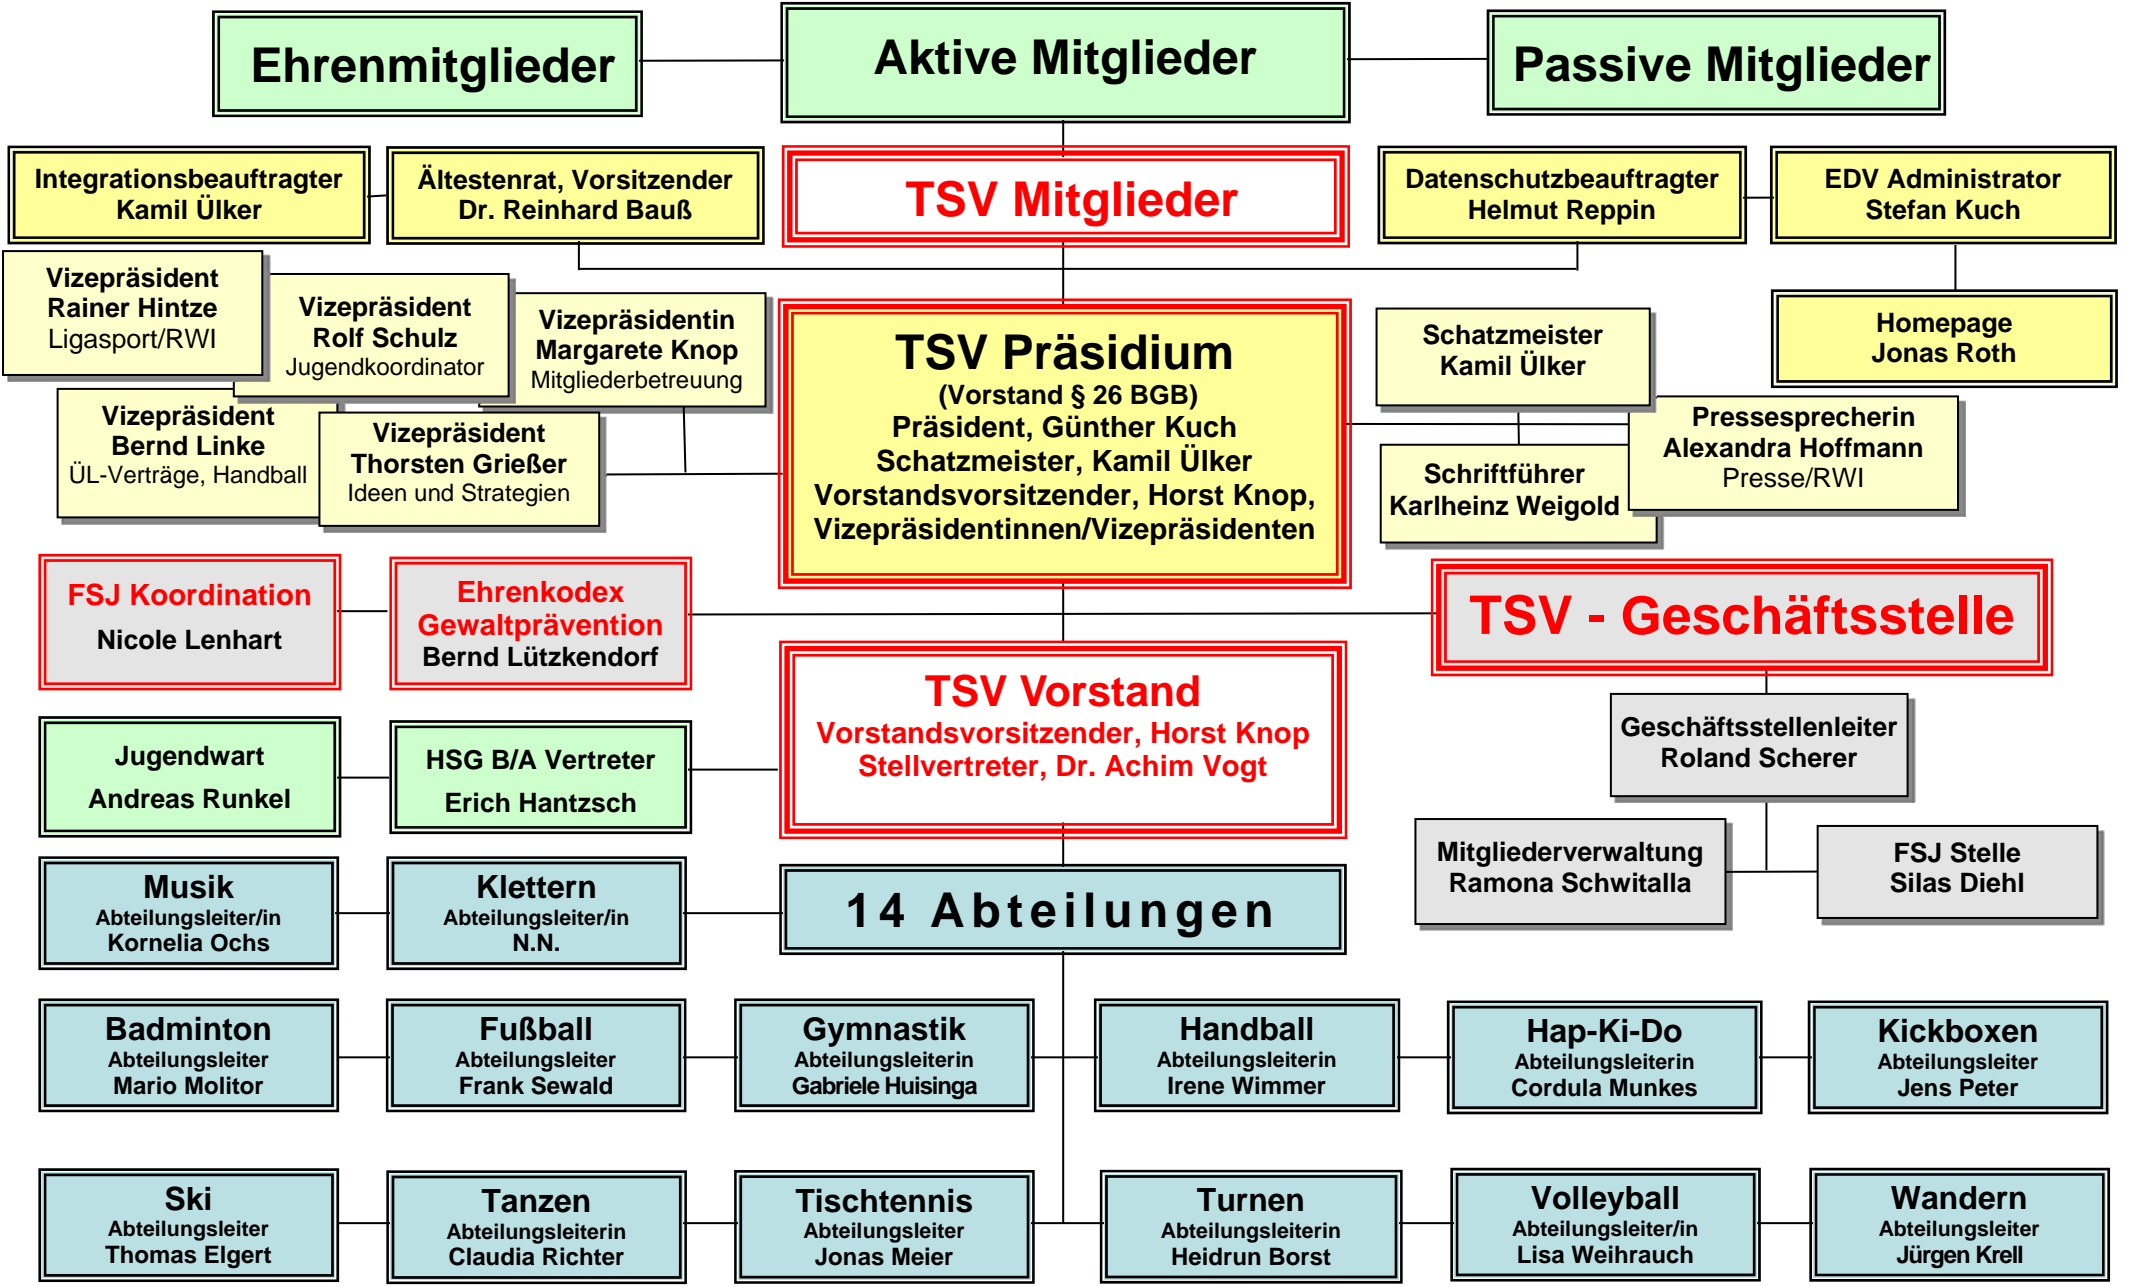 Ehrenmitglieder
Aktive Mitglieder
Passive Mitglieder
Integrationsbeauftragter
Kamil Ülker
Ältestenrat, Vorsitzender
Dr. Reinhard Bauß
TSV Mitglieder
Datenschutzbeauftragter
Helmut Reppin
EDV Administrator
Stefan Kuch
Vizepräsident
Rainer Hintze
Ligasport/RWI
Vizepräsident
Rolf Schulz
Jugendkoordinator
Vizepräsidentin
Margarete Knop
Mitgliederbetreuung
Vizepräsident
Bernd Linke
ÜL-Verträge, Handball
Vizepräsident
Thorsten Grießer
Ideen und Strategien
TSV Präsidium
(Vorstand § 26 BGB)
Präsident, Günther Kuch
Schatzmeister, Kamil Ülker
Vorstandsvorsitzender, Horst Knop,
Vizepräsidentinnen/Vizepräsidenten
Schatzmeister
Kamil Ülker
Homepage
Jonas Roth
Schriftführer
Karlheinz Weigold
Pressesprecherin
Alexandra Hoffmann
Presse/RWI
FSJ Koordination
Nicole Lenhart
Ehrenkodex
Gewaltprävention
Bernd Lützkendorf
TSV - Geschäftsstelle
TSV Vorstand
Vorstandsvorsitzender, Horst Knop
Stellvertreter, Dr. Achim Vogt
Geschäftsstellenleiter
Roland Scherer
Jugendwart
Andreas Runkel
HSG B/A Vertreter
Erich Hantzsch
Mitgliederverwaltung
Ramona Schwitalla
FSJ Stelle
Silas Diehl
Musik
Abteilungsleiter/in
Kornelia Ochs
Klettern
Abteilungsleiter/in
N.N.
14 Abteilungen
Badminton
Abteilungsleiter
Mario Molitor
Fußball
Abteilungsleiter
Frank Sewald
Gymnastik
Abteilungsleiterin
Gabriele Huisinga
Handball
Abteilungsleiterin
Irene Wimmer
Hap-Ki-Do
Abteilungsleiterin
Cordula Munkes
Kickboxen
Abteilungsleiter
Jens Peter
Ski
Abteilungsleiter
Thomas Elgert
Tanzen
Abteilungsleiterin
Claudia Richter
Tischtennis
Abteilungsleiter
Jonas Meier
Turnen
Abteilungsleiterin
Heidrun Borst
Volleyball
Abteilungsleiter/in
Lisa Weihrauch
Wandern
Abteilungsleiter
Jürgen Krell